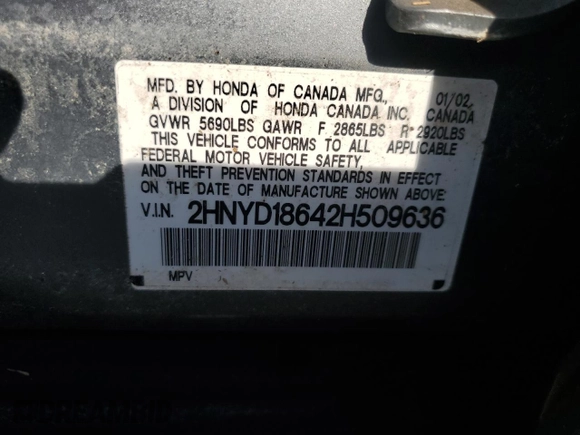 MFD. BY HONDA OF CANADA MFG., 01/02
A DIVISION OF HONDA CANADA INC. CANADA
GVWR 5690LBS GAWR F 2865LBS R 2920LBS
THIS VEHICLE CONFORMS TO ALL APPLICABLE
FEDERAL MOTOR VEHICLE SAFETY,
AND THEFT PREVENTION STANDARDS IN EFFECT
ON THE DATE OF MANUFACTURE SHOWN ABOVE:
V.I.N. 2HNYD18642H509636
MPV